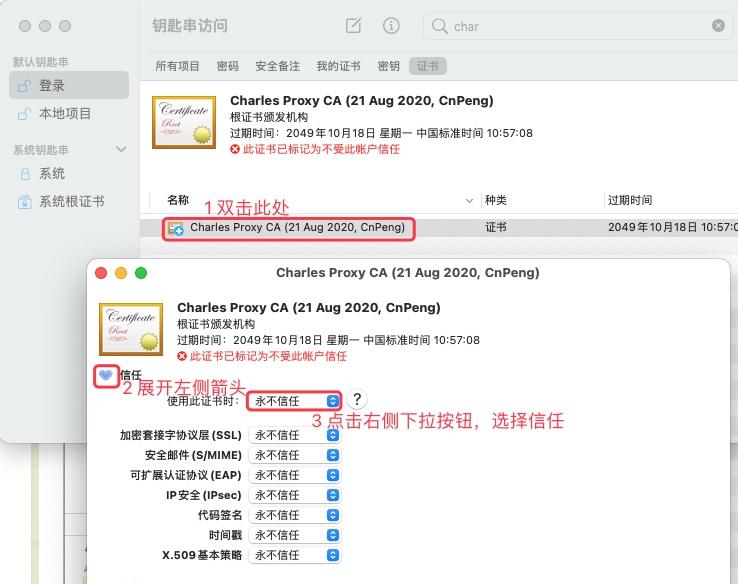 钥匙串访问
char
默认钥匙串
登录
本地项目
系统钥匙串
系统
系统根证书
所有项目 密码 安全备注 我的证书 密钥 证书
Certificate
Root
Charles Proxy CA (21 Aug 2020, CnPeng)
根证书颁发机构
过期时间：2049年10月18日 星期一 中国标准时间 10:57:08
此证书已标记为不受此帐户信任
名称 种类 过期时间
1 双击此处
Charles Proxy CA (21 Aug 2020, CnPeng) 证书 2049年10月18日 10:57:0
Charles Proxy CA (21 Aug 2020, CnPeng)
Certificate
Root
Charles Proxy CA (21 Aug 2020, CnPeng)
根证书颁发机构
过期时间：2049年10月18日 星期一 中国标准时间 10:57:08
此证书已标记为不受此帐户信任
信任
2 展开左侧箭头
使用此证书时： 永不信任 ?
3 点击右侧下拉按钮，选择信任
加密套接字协议层 (SSL) 永不信任
安全邮件 (S/MIME) 永不信任
可扩展认证协议 (EAP) 永不信任
IP 安全 (IPsec) 永不信任
代码签名 永不信任
时间戳 永不信任
X.509 基本策略 永不信任